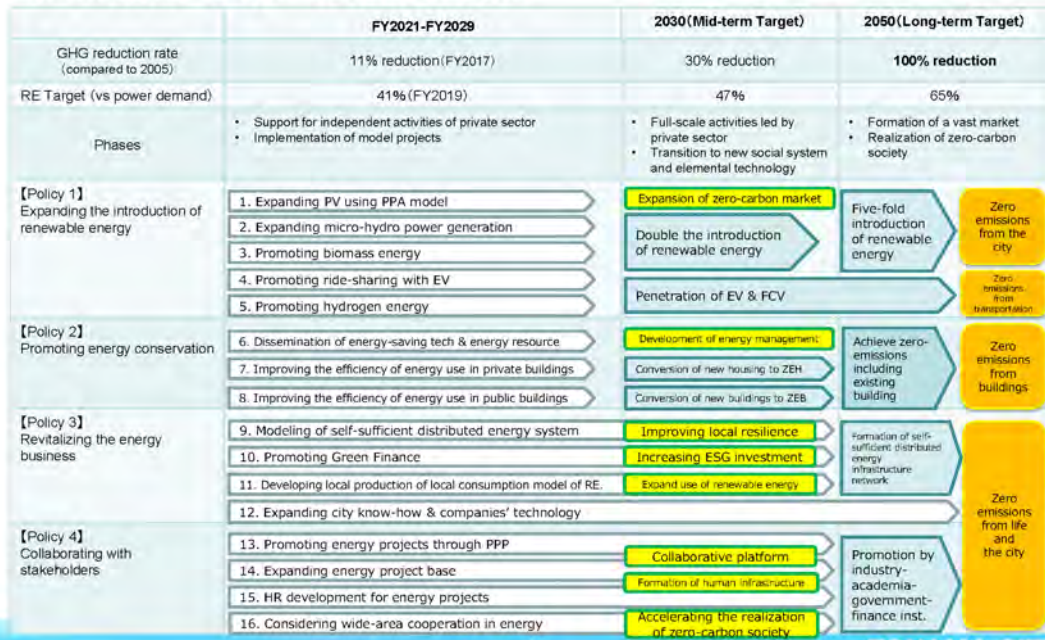 FY2021-FY2029
2030(Mid-term Target)
2050(Long-term Target)
GHG reduction rate
(compared to 2005)
11% reduction(FY2017)
30% reduction
100% reduction
RE Target (vs power demand)
41%(FY2019)
47%
65%
Phases
• Support for independent activities of private sector
• Implementation of model projects
• Full-scale activities led by
private sector
• Transition to new social system
and elemental technology
• Formation of a vast market
• Realization of zero-carbon
society
【Policy 1】
Expanding the introduction of
renewable energy
1. Expanding PV using PPA model
2. Expanding micro-hydro power generation
3. Promoting biomass energy
4. Promoting ride-sharing with EV
5. Promoting hydrogen energy
Expansion of zero-carbon market
Double the introduction
of renewable energy
Penetration of EV & FCV
Five-fold
introduction
of renewable
energy
Zero
emissions
from the
city
Zero
emissions
from
transportation
【Policy 2】
Promoting energy conservation
6. Dissemination of energy-saving tech & energy resource
7. Improving the efficiency of energy use in private buildings
8. Improving the efficiency of energy use in public buildings
Development of energy management
Conversion of new housing to ZEH
Conversion of new buildings to ZEB
Achieve zero-
emissions
including
existing
building
Zero
emissions
from
buildings
【Policy 3】
Revitalizing the energy
business
9. Modeling of self-sufficient distributed energy system
10. Promoting Green Finance
11. Developing local production of local consumption model of RE.
12. Expanding city know-how & companies' technology
Improving local resilience
Increasing ESG investment
Expand use of renewable energy
Formation of self-
sufficient distributed
energy
infrastructure
network
Zero
emissions
from life
and
the city
【Policy 4】
Collaborating with
stakeholders
13. Promoting energy projects through PPP
14. Expanding energy project base
15. HR development for energy projects
16. Considering wide-area cooperation in energy
Collaborative platform
Formation of human infrastructure
Accelerating the realization
of zero-carbon society
Promotion by
industry-
academia-
government-
finance inst.